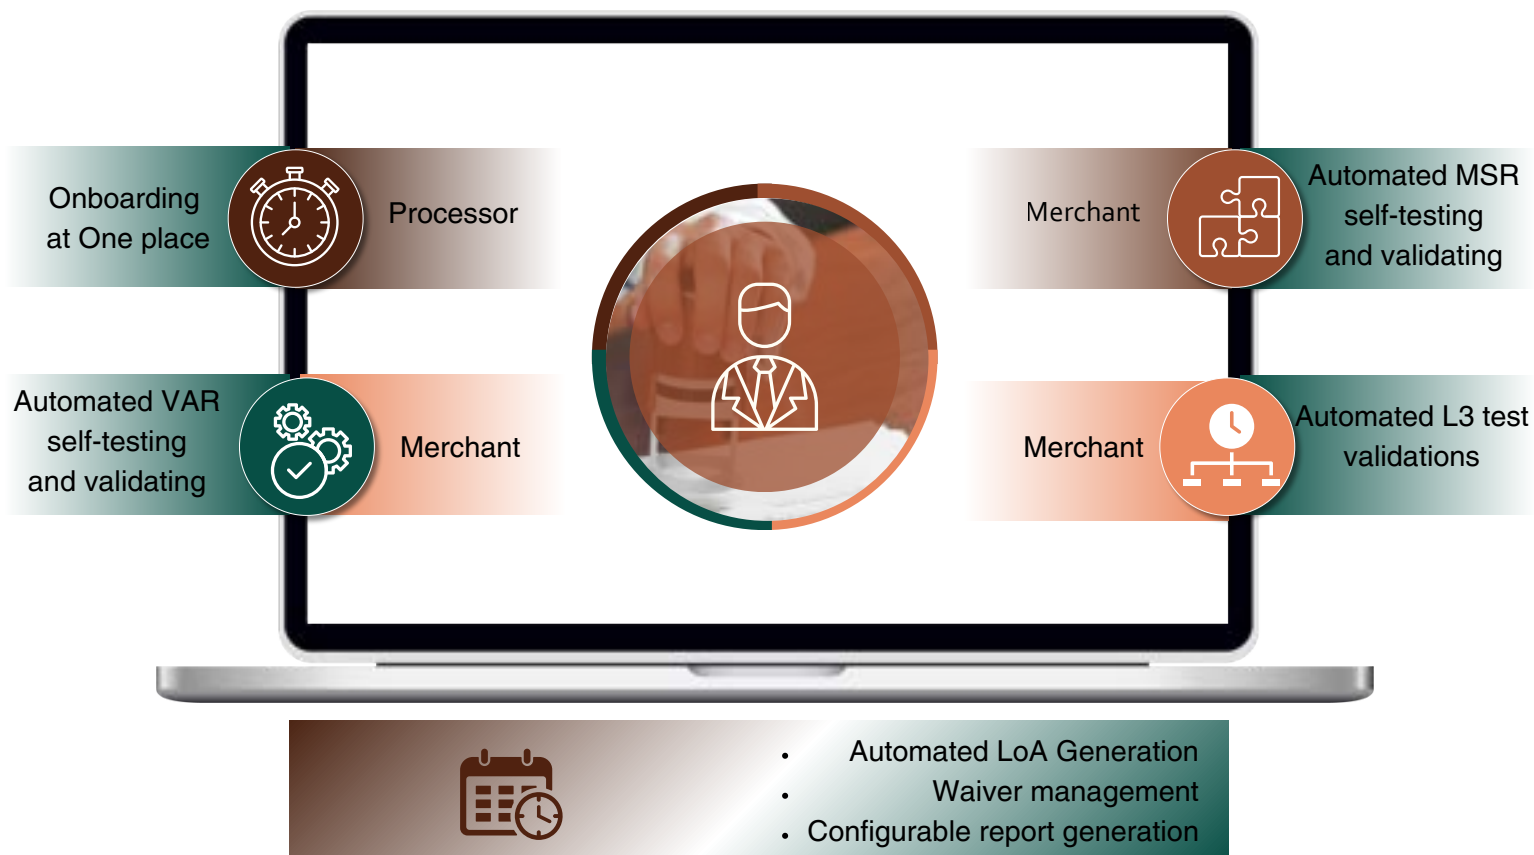 Onboarding
at One place
Processor
Merchant
Automated MSR
self-testing
and validating
Automated VAR
self-testing
and validating
Merchant
Merchant
Automated L3 test
validations
• Automated LoA Generation
• Waiver management
• Configurable report generation